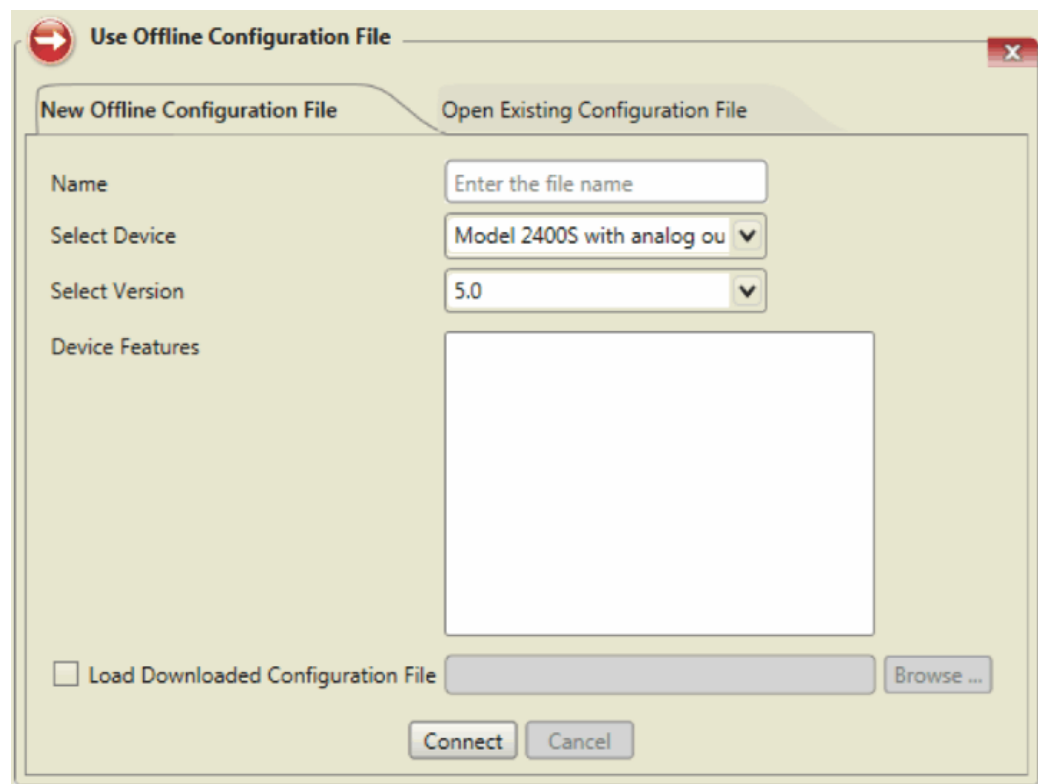 Use Offline Configuration File
X
New Offline Configuration File
Open Existing Configuration File
Name
Enter the file name
Select Device
Model 2400S with analog ou
Select Version
5.0
Device Features
Load Downloaded Configuration File
Browse ...
Connect
Cancel